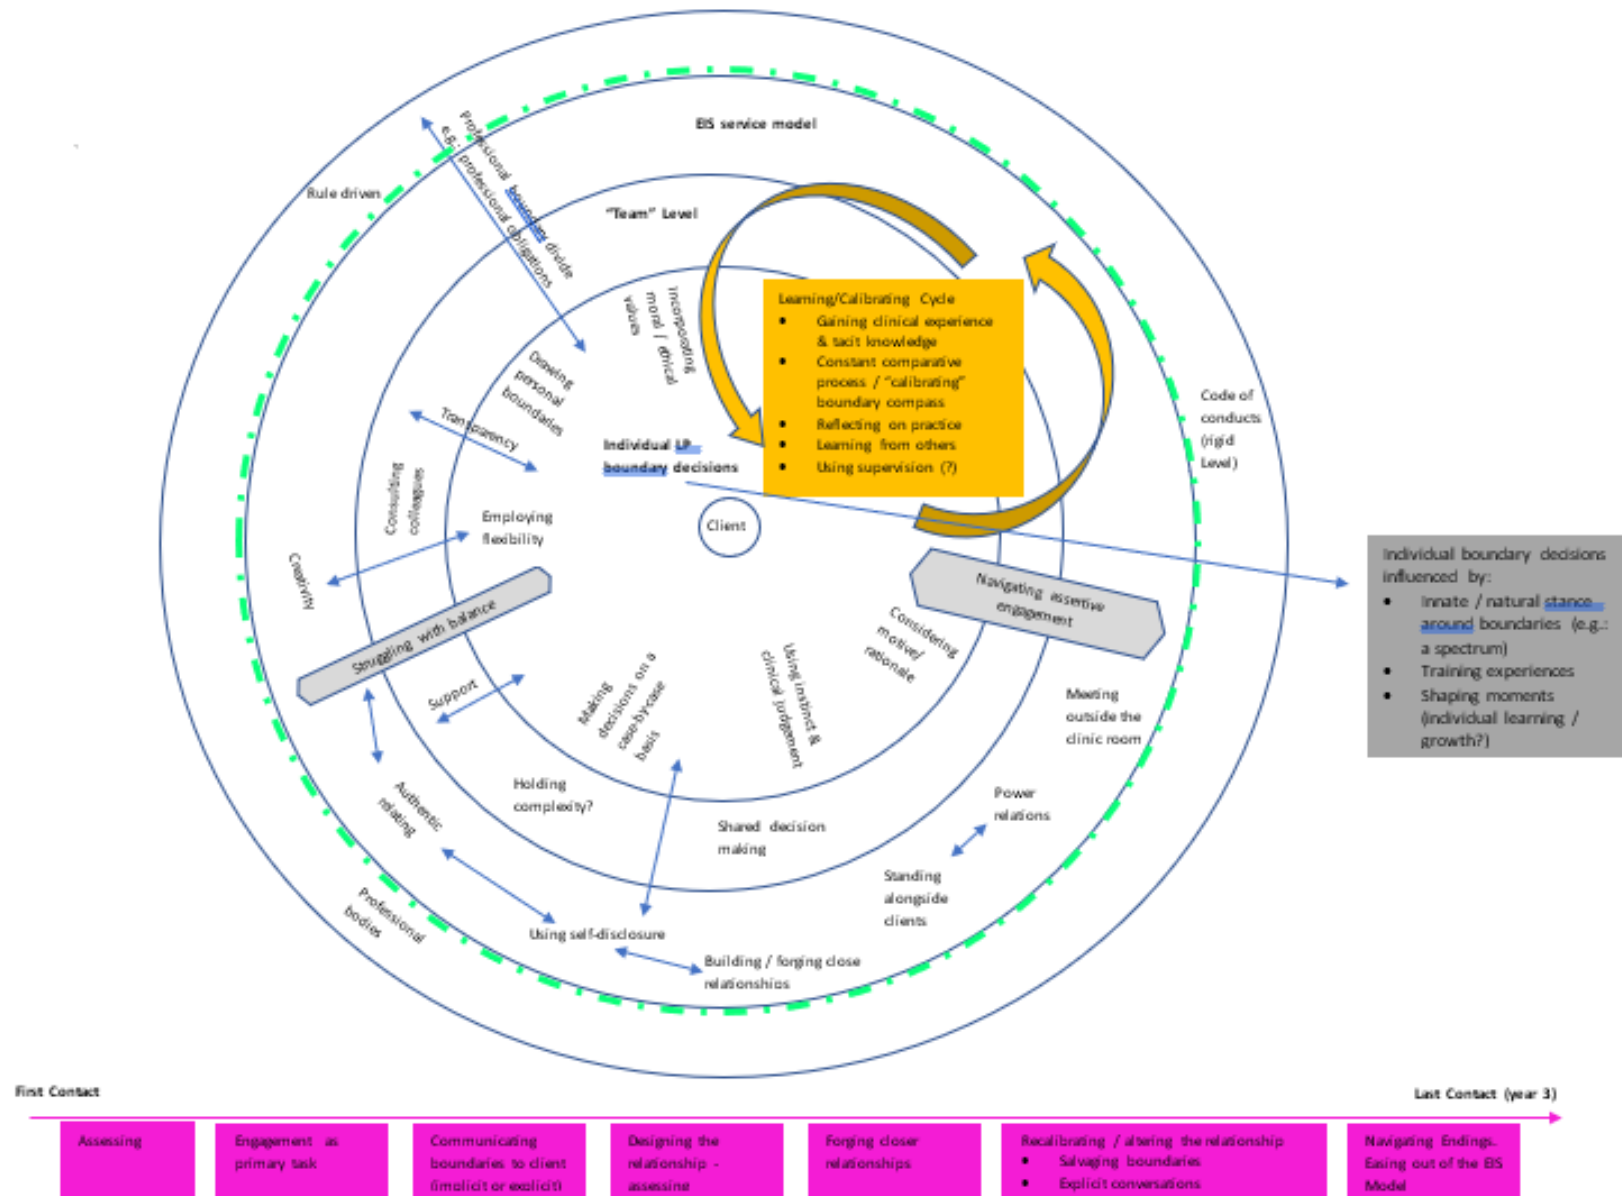 EIS service model
Professional boundary divide
e.g.: professional obligations
Rule driven
"Team" Level
Incorporating
moral / ethical
values
Learning/Calibrating Cycle
• Gaining clinical experience
& tacit knowledge
• Constant comparative
process / "calibrating"
boundary compass
• Reflecting on practice
• Learning from others
• Using supervision (?)
Drawing
personal
boundaries
Transparency
Individual LP
boundary decisions
Code of
conducts
(rigid
Level)
Consulting
colleagues
Employing
flexibility
Client
Creativity
Struggling with balance
Navigating assertive
engagement
Individual boundary decisions
influenced by:
• Innate / natural stance
around boundaries (e.g.:
a spectrum)
• Training experiences
• Shaping moments
(individual learning /
growth?)
Considering
motive/
rationale
Using instinct &
clinical judgement
Making
decisions on a
case-by-case
basis
Support
Meeting
outside the
clinic room
Holding
complexity?
Authentic
relating
Power
relations
Shared decision
making
Standing
alongside
clients
Professional
bodies
Using self-disclosure
Building / forging close
relationships
First Contact
Last Contact (year 3)
Assessing
Engagement as
primary task
Communicating
boundaries to client
(implicit or explicit)
Designing the
relationship -
assessing
Forging closer
relationships
Recalibrating / altering the relationship
• Salvaging boundaries
• Explicit conversations
Navigating Endings.
Easing out of the EIS
Model